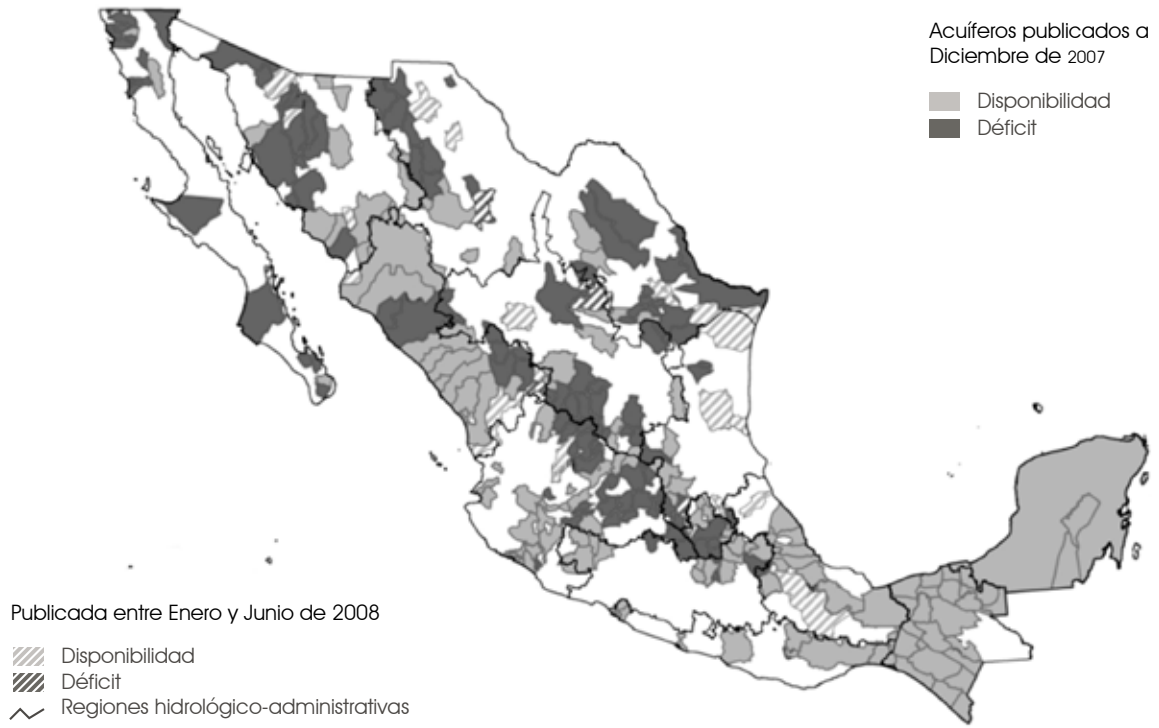 Acuíferos publicados a
Diciembre de 2007
Disponibilidad
Déficit
Publicada entre Enero y Junio de 2008
Disponibilidad
Déficit
Regiones hidrológico-administrativas